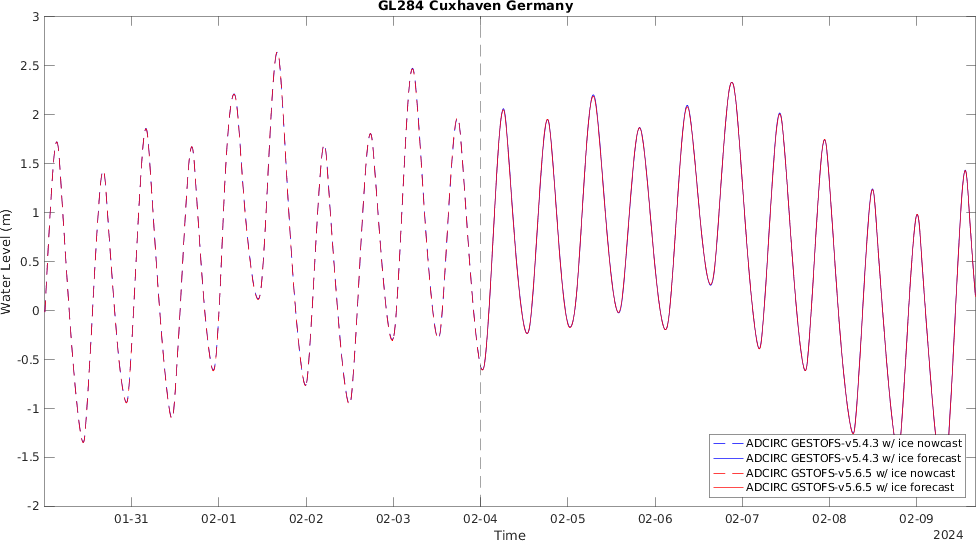 GL284 Cuxhaven Germany
3
2.5
2
1.5
1
0.5
0
-0.5
-1
-1.5
-2
Water Level (m)
ADCIRC GESTOFS-v5.4.3 w/ ice nowcast
ADCIRC GESTOFS-v5.4.3 w/ ice forecast
ADCIRC GSTOFS-v5.6.5 w/ ice nowcast
ADCIRC GSTOFS-v5.6.5 w/ ice forecast
01-31 02-01 02-02 02-03 02-04 02-05 02-06 02-07 02-08 02-09
Time
2024